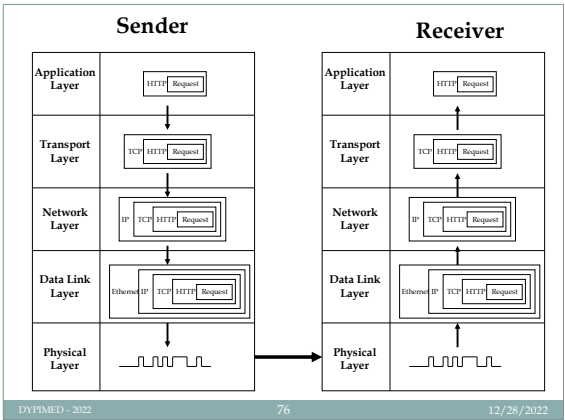 Sender
Application
Layer
HTTP Request
Transport
Layer
TCP HTTP Request
Network
Layer
IP TCP HTTP Request
Data Link
Layer
Ethernet IP TCP HTTP Request
Physical
Layer
Receiver
Application
Layer
HTTP Request
Transport
Layer
TCP HTTP Request
Network
Layer
IP TCP HTTP Request
Data Link
Layer
Ethernet IP TCP HTTP Request
Physical
Layer
DYPIMED - 2022 76 12/28/2022